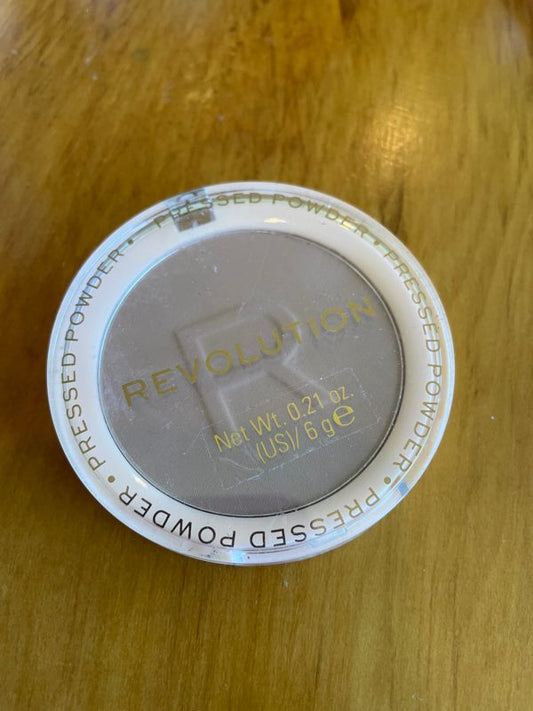 PRESSED POWDER • PRESSED POWDER • PRESSED POWDER • PRESSED POWDER •
REVOLUTION
R
Net Wt. 0.21 oz.
(US)/ 6 g ℮